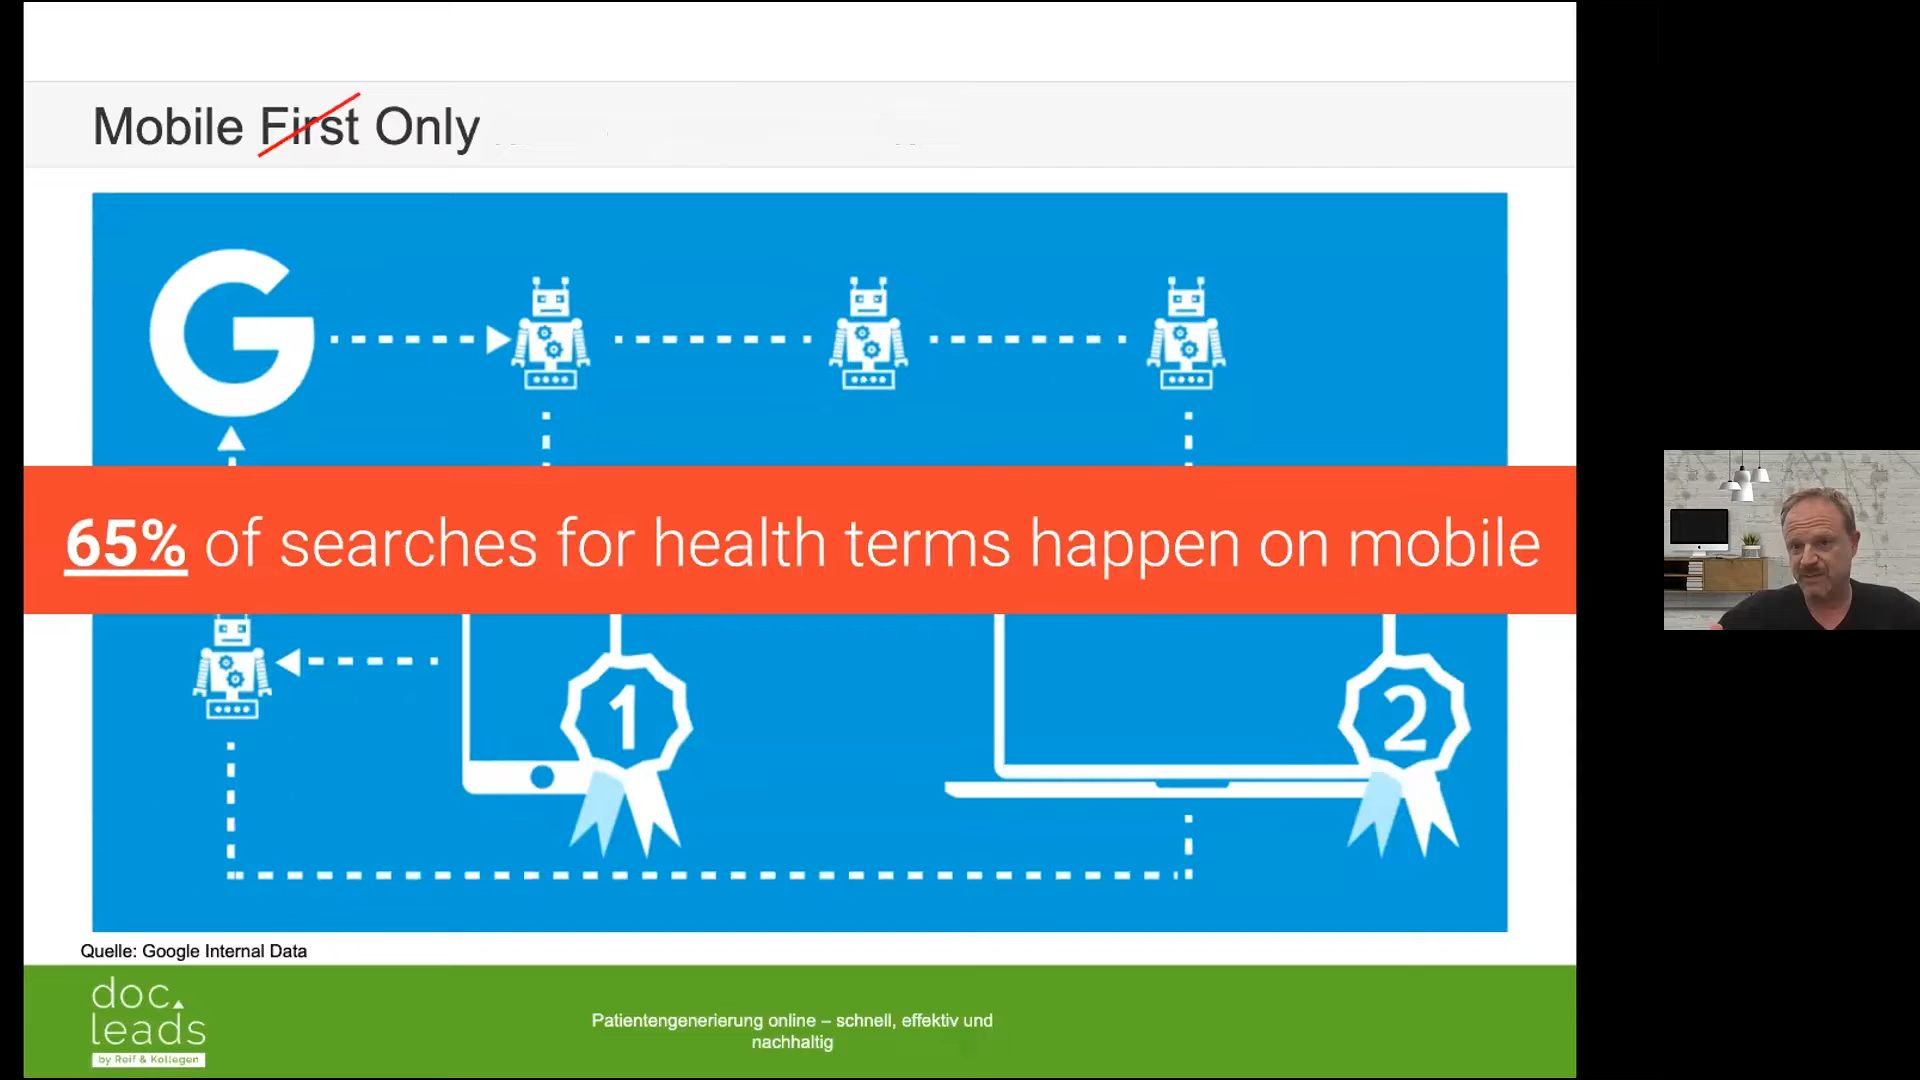 Mobile First Only
65% of searches for health terms happen on mobile
1
2
Quelle: Google Internal Data
doc.
leads
by Reif & Kollegen
Patientengenerierung online – schnell, effektiv und
nachhaltig